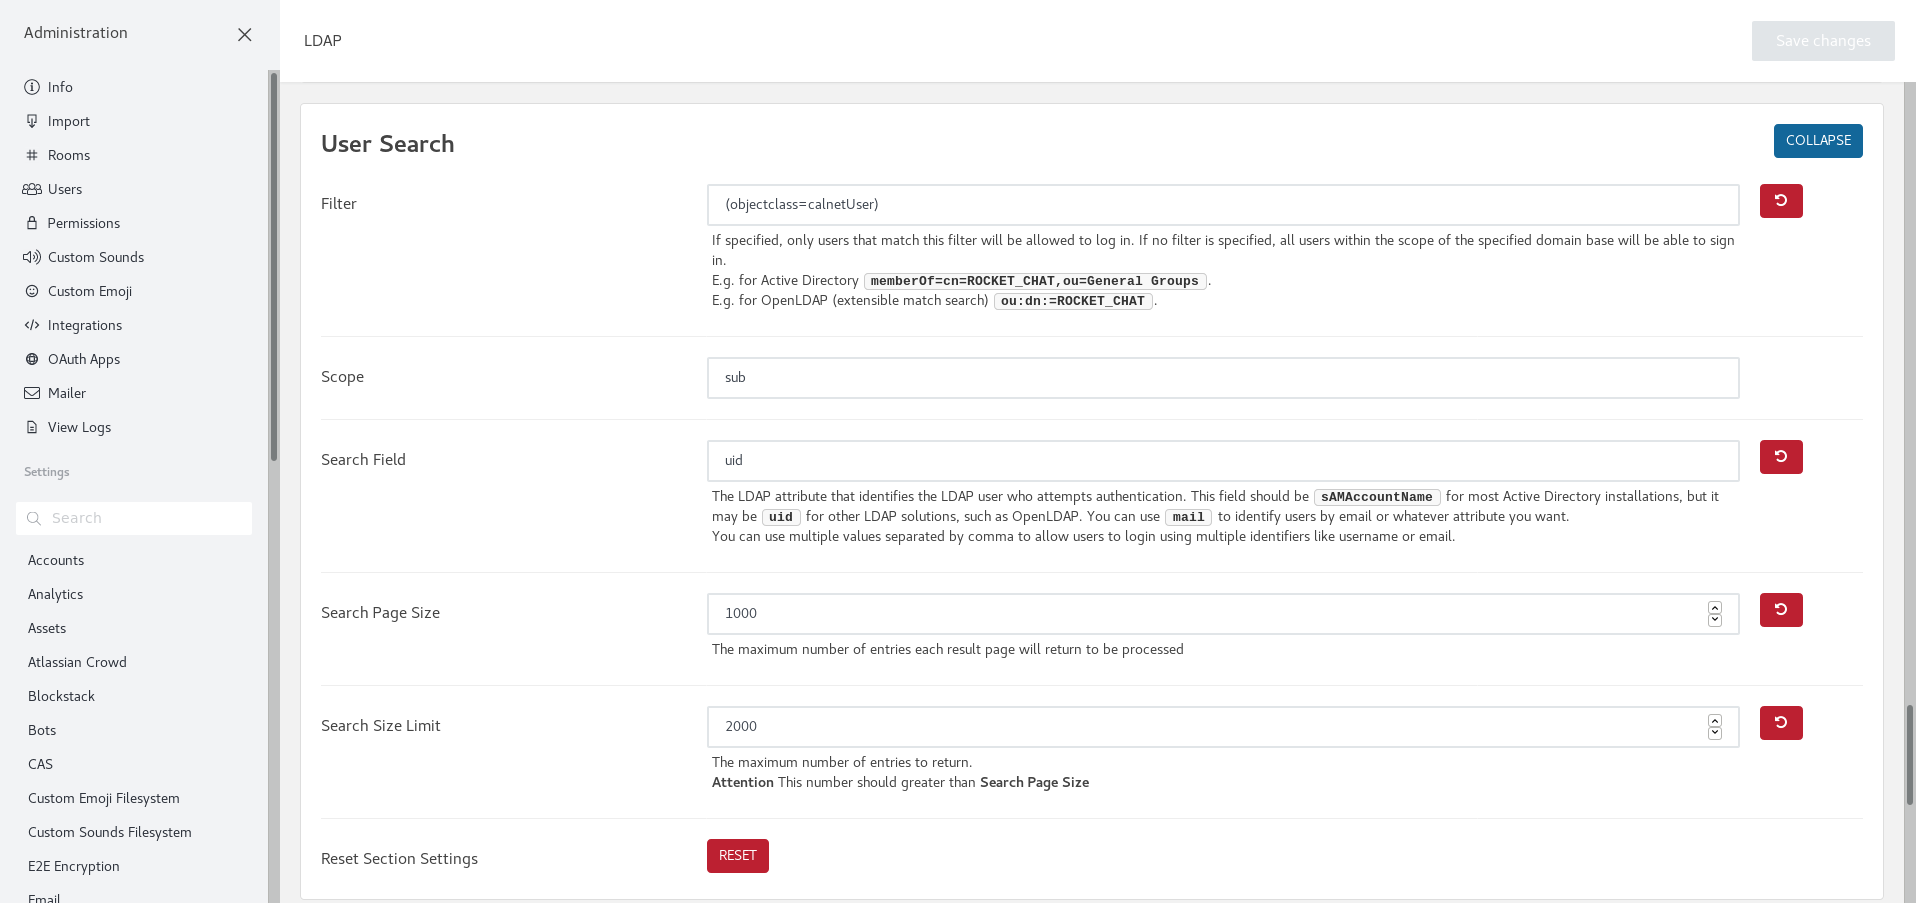 Administration
LDAP
Save changes
Info
Import
Rooms
Users
Permissions
Custom Sounds
Custom Emoji
Integrations
OAuth Apps
Mailer
View Logs
Settings
Search
Accounts
Analytics
Assets
Atlassian Crowd
Blockstack
Bots
CAS
Custom Emoji Filesystem
Custom Sounds Filesystem
E2E Encryption
Email
User Search
COLLAPSE
Filter
(objectclass=calnetUser)
If specified, only users that match this filter will be allowed to log in. If no filter is specified, all users within the scope of the specified domain base will be able to sign
in.
E.g. for Active Directory memberOf=cn=ROCKET_CHAT,ou=General Groups.
E.g. for OpenLDAP (extensible match search) ou:dn:=ROCKET_CHAT.
Scope
sub
Search Field
uid
The LDAP attribute that identifies the LDAP user who attempts authentication. This field should be sAMAccountName for most Active Directory installations, but it
may be uid for other LDAP solutions, such as OpenLDAP. You can use mail to identify users by email or whatever attribute you want.
You can use multiple values separated by comma to allow users to login using multiple identifiers like username or email.
Search Page Size
1000
The maximum number of entries each result page will return to be processed
Search Size Limit
2000
The maximum number of entries to return.
Attention This number should greater than Search Page Size
Reset Section Settings
RESET